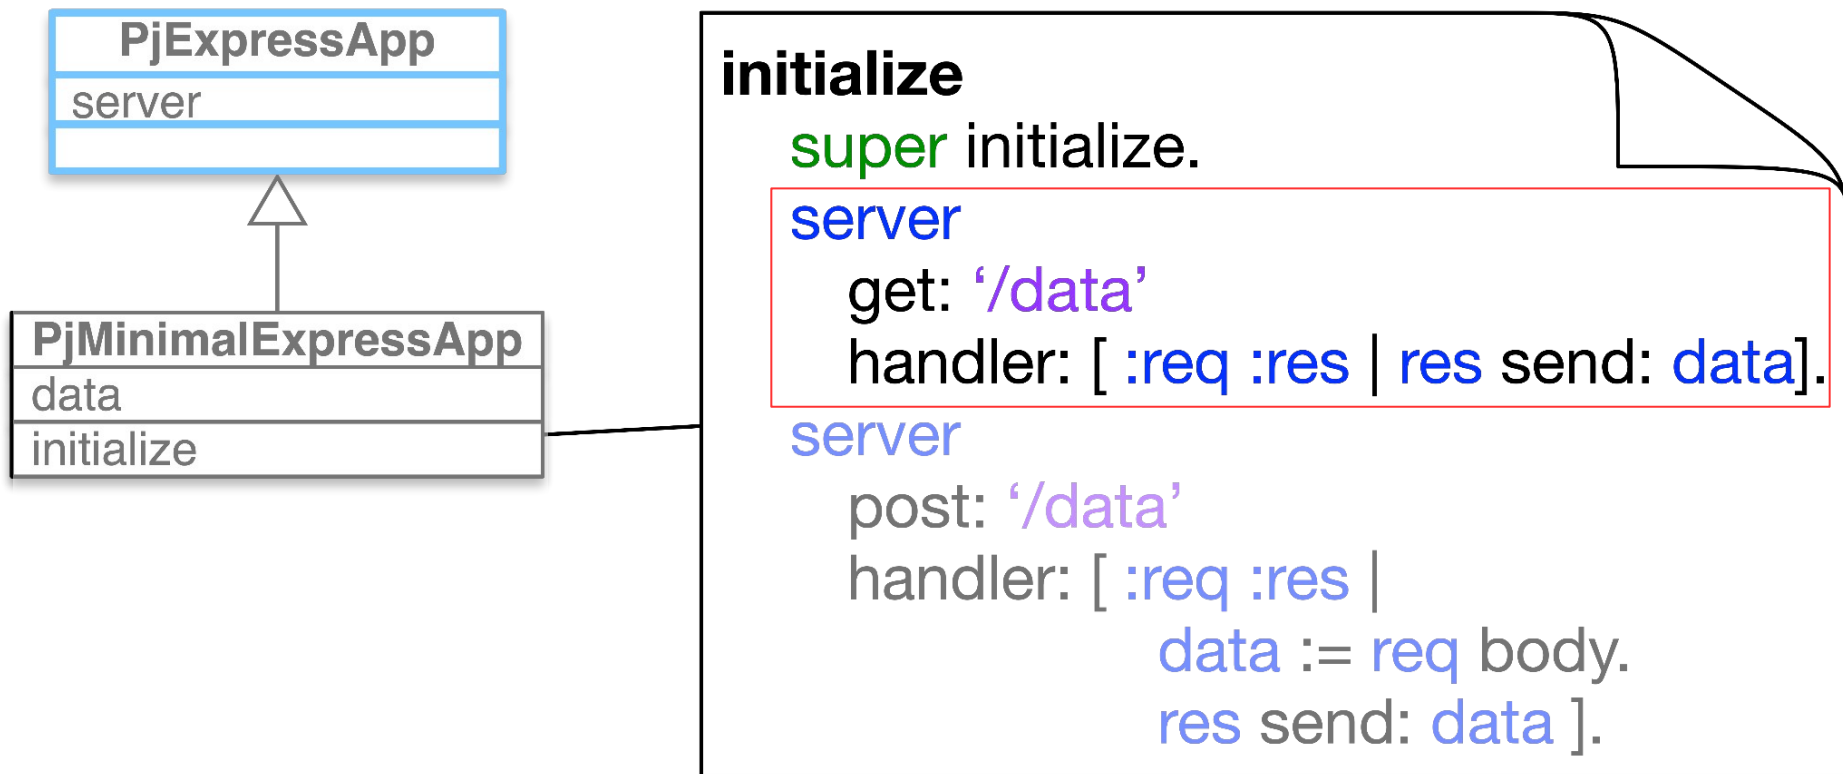 PjExpressApp
server
PjMinimalExpressApp
data
initialize
initialize
super initialize.
server
get: ‘/data’
handler: [ :req :res | res send: data].
server
post: ‘/data’
handler: [ :req :res |
data := req body.
res send: data ].